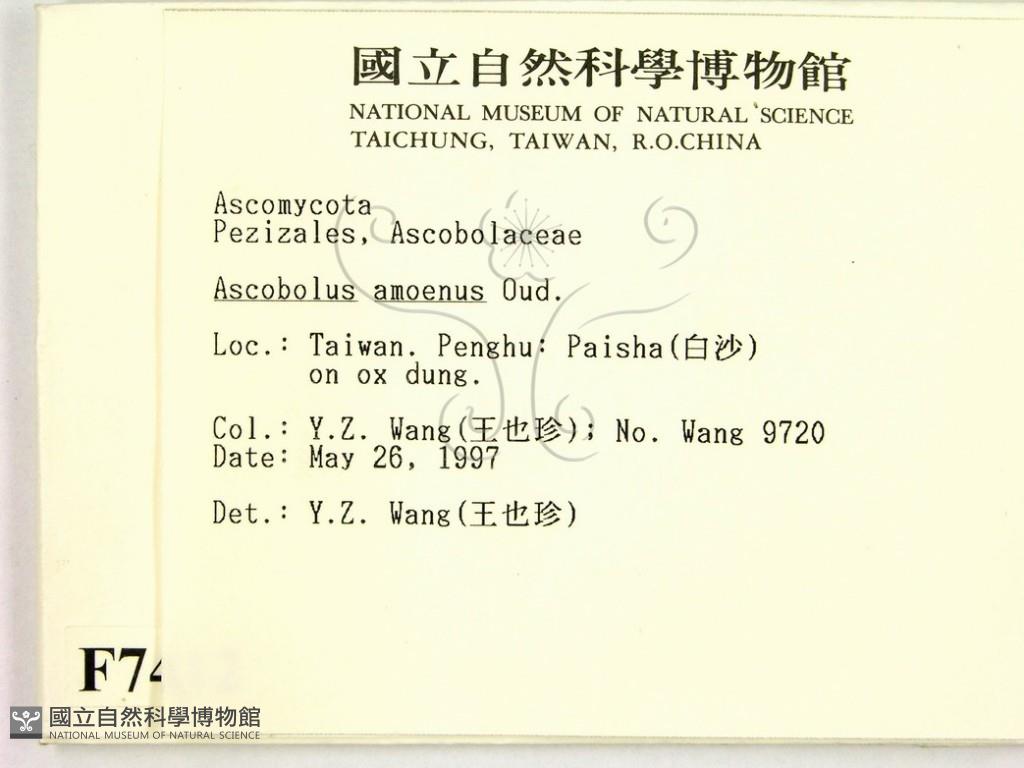 國立自然科學博物館
NATIONAL MUSEUM OF NATURAL SCIENCE
TAICHUNG, TAIWAN, R.O.CHINA
Ascomycota
Pezizales, Ascobolaceae
Ascobolus amoenus Oud.
Loc.: Taiwan. Penghu: Paisha(白沙)
on ox dung.
Col.: Y.Z. Wang(王也珍); No. Wang 9720
Date: May 26, 1997
Det.: Y.Z. Wang(王也珍)
F74
國立自然科學博物館
NATIONAL MUSEUM OF NATURAL SCIENCE